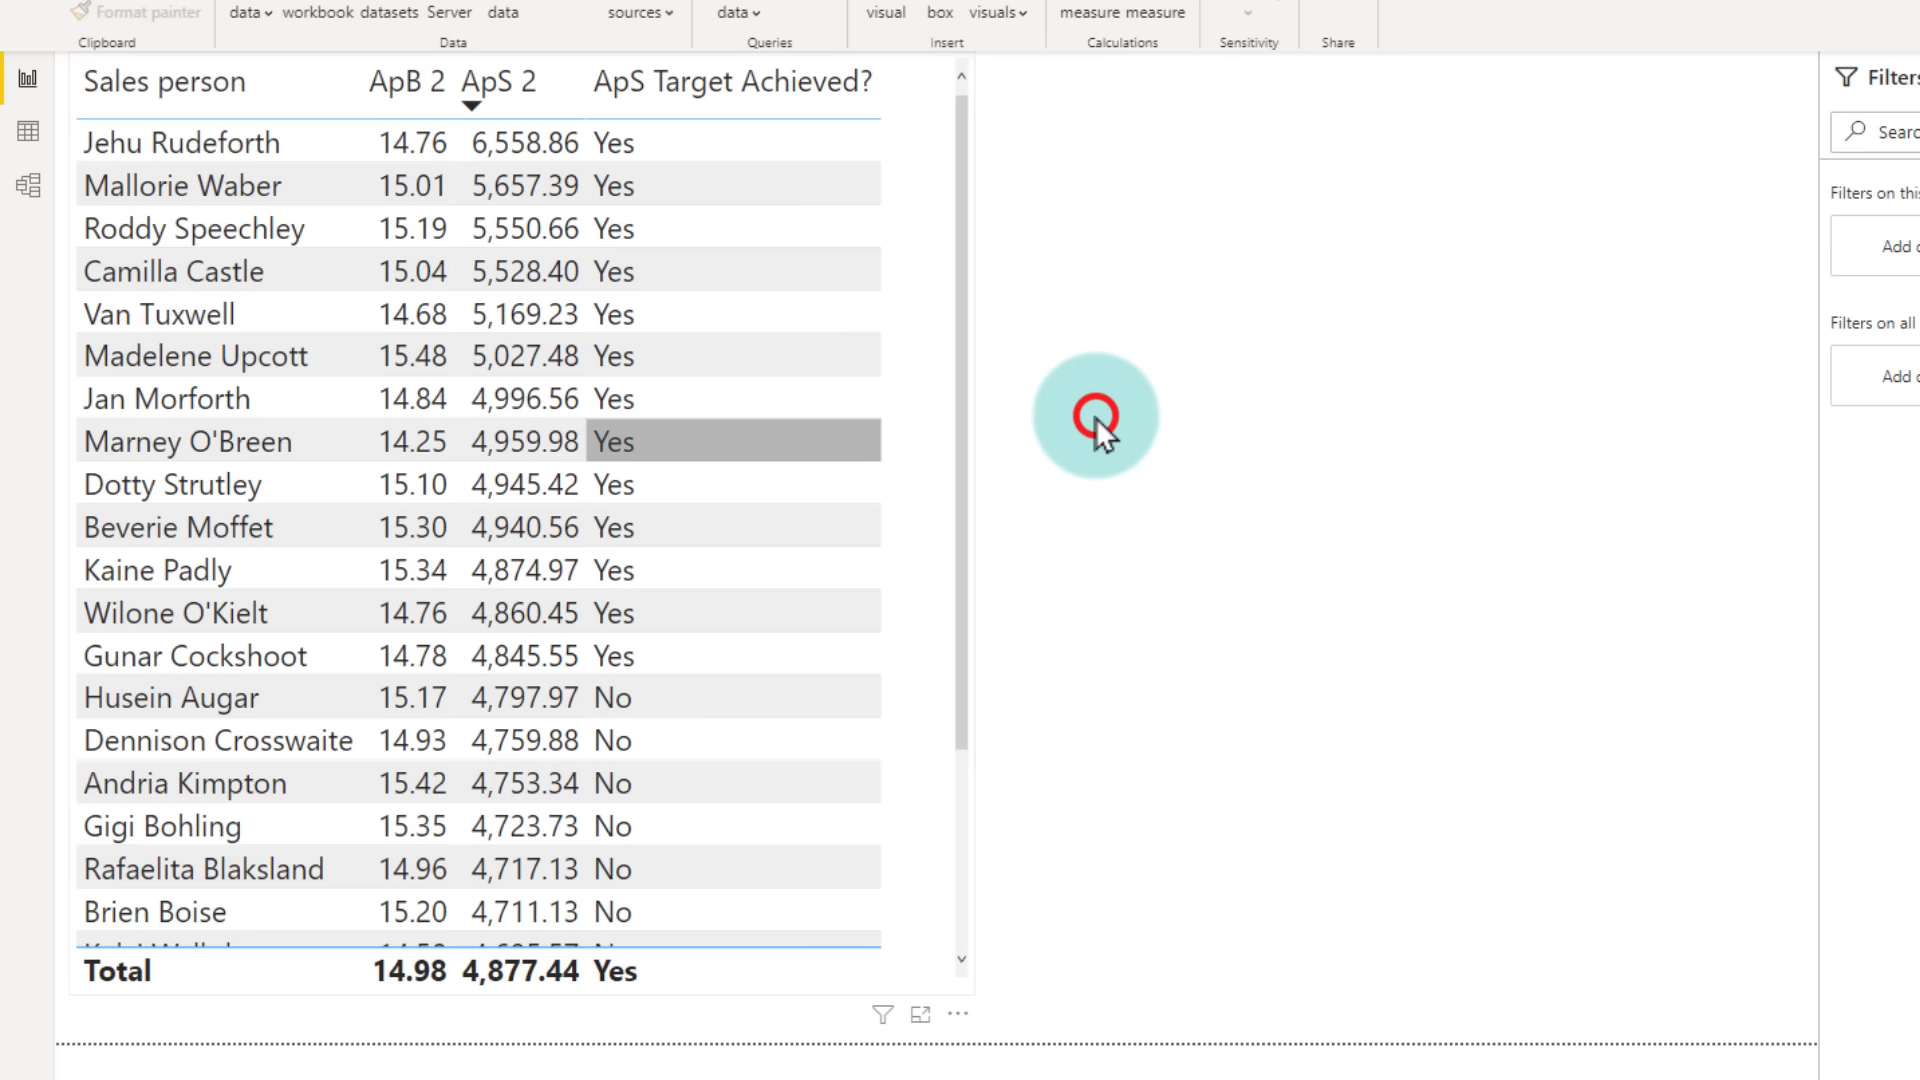 Format painter
data workbook datasets Server data sources data visual box visuals measure measure
Clipboard Data Queries Insert Calculations Sensitivity Share
Sales person ApB 2 ApS 2 ApS Target Achieved?
Jehu Rudeforth 14.76 6,558.86 Yes
Mallorie Waber 15.01 5,657.39 Yes
Roddy Speechley 15.19 5,550.66 Yes
Camilla Castle 15.04 5,528.40 Yes
Van Tuxwell 14.68 5,169.23 Yes
Madelene Upcott 15.48 5,027.48 Yes
Jan Morforth 14.84 4,996.56 Yes
Marney O'Breen 14.25 4,959.98 Yes
Dotty Strutley 15.10 4,945.42 Yes
Beverie Moffet 15.30 4,940.56 Yes
Kaine Padly 15.34 4,874.97 Yes
Wilone O'Kielt 14.76 4,860.45 Yes
Gunar Cockshoot 14.78 4,845.55 Yes
Husein Augar 15.17 4,797.97 No
Dennison Crosswaite 14.93 4,759.88 No
Andria Kimpton 15.42 4,753.34 No
Gigi Bohling 15.35 4,723.73 No
Rafaelita Blaksland 14.96 4,717.13 No
Brien Boise 15.20 4,711.13 No
Total 14.98 4,877.44 Yes
Filters
Searc
Filters on this
Add
Filters on all
Add